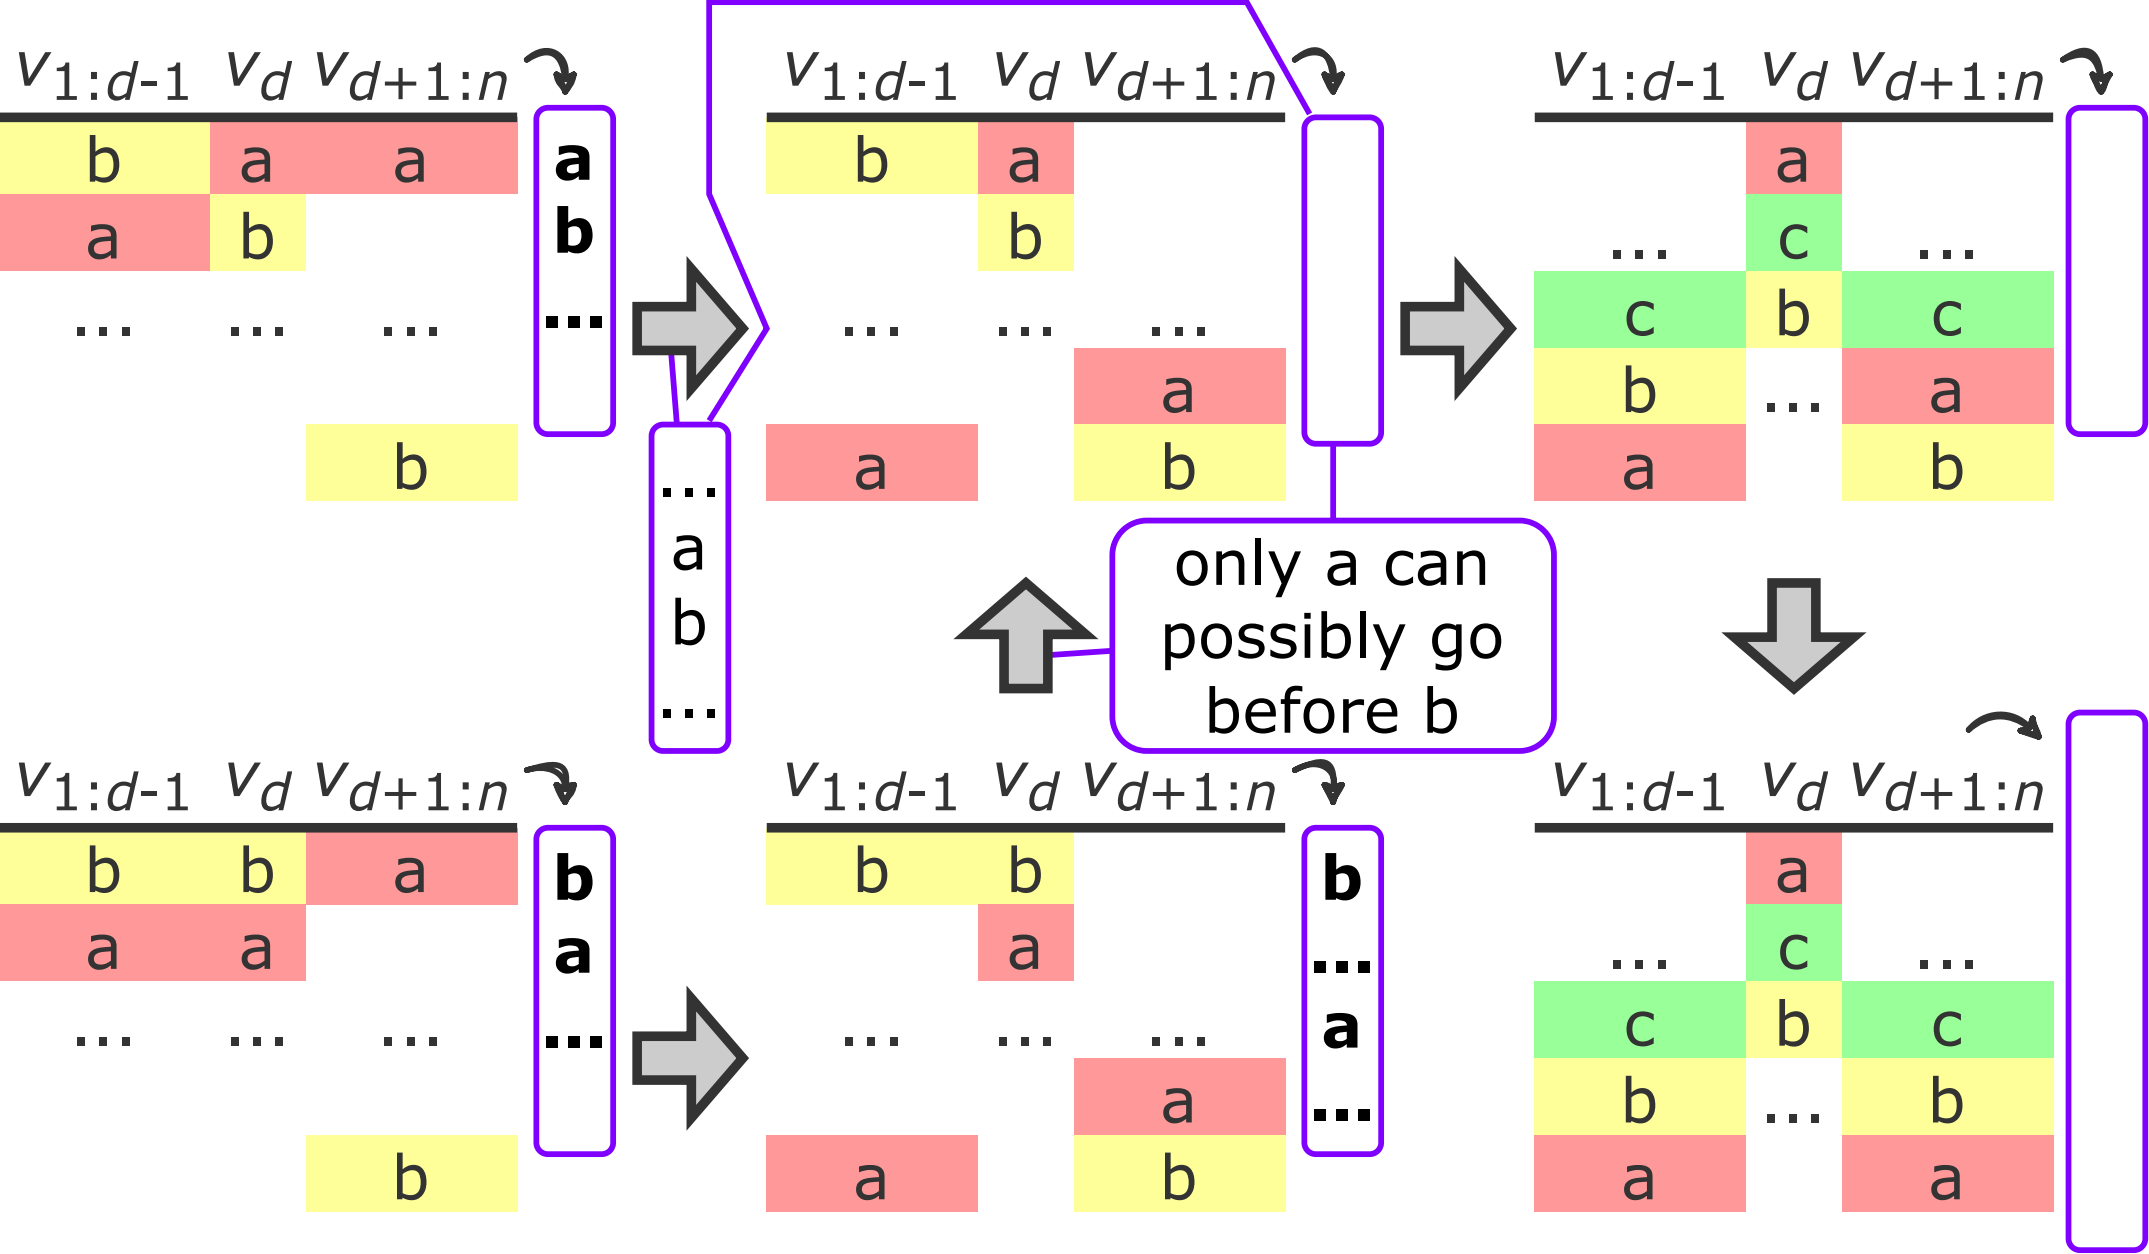 v1:d-1 vd vd+1:n
b a a a
a b b
... ... ... ...
b
v1:d-1 vd vd+1:n
b a
b
... ... ...
a
a b
v1:d-1 vd vd+1:n
a
... c ...
c b c
b ... a
a b
...
a
b
...
only a can
possibly go
before b
v1:d-1 vd vd+1:n
b b a b
a a a
... ... ... ...
b
v1:d-1 vd vd+1:n
b b b
a ...
... ... ... a
a ...
a b
v1:d-1 vd vd+1:n
a
... c ...
c b c
b ... b
a a